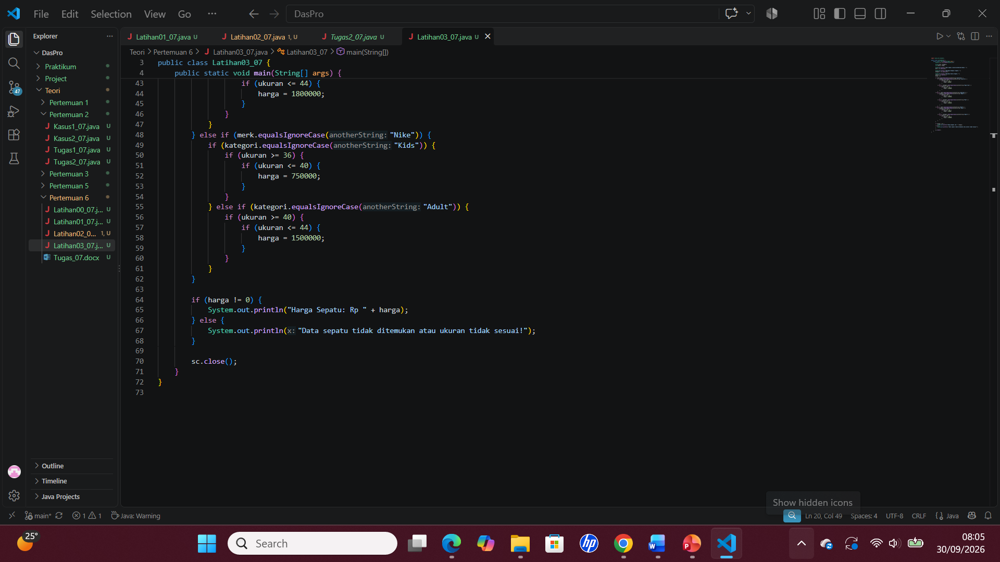 File Edit Selection View Go ··· DasPro
Explorer ···
DasPro
Praktikum
Project
Teori
Pertemuan 1
Pertemuan 2
Kasus1_07.java U
Kasus2_07.java U
Tugas1_07.java U
Tugas2_07.java U
Pertemuan 3
Pertemuan 5
Pertemuan 6
Latihan00_07.j... U
Latihan01_07.j... U
Latihan02_0... 1, U
Latihan03_07.j... U
Tugas_07.docx U
Outline
Timeline
Java Projects
47
Latihan01_07.java U Latihan02_07.java 1, U Tugas2_07.java U Latihan03_07.java U
Teori > Pertemuan 6 > Latihan03_07.java > Latihan03_07 > main(String[])
3 public class Latihan03_07 {
4 public static void main(String[] args) {
43 if (ukuran <= 44) {
44 harga = 1800000;
45 }
46 }
47 }
48 } else if (merk.equalsIgnoreCase(anotherString: "Nike")) {
49 if (kategori.equalsIgnoreCase(anotherString: "Kids")) {
50 if (ukuran >= 36) {
51 if (ukuran <= 40) {
52 harga = 750000;
53 }
54 }
55 } else if (kategori.equalsIgnoreCase(anotherString: "Adult")) {
56 if (ukuran >= 40) {
57 if (ukuran <= 44) {
58 harga = 1500000;
59 }
60 }
61 }
62 }
63
64 if (harga != 0) {
65 System.out.println("Harga Sepatu: Rp " + harga);
66 } else {
67 System.out.println(x: "Data sepatu tidak ditemukan atau ukuran tidak sesuai!");
68 }
69
70 sc.close();
71 }
72 }
73
Show hidden icons
main* 1 1 Java: Warning Ln 20, Col 49 Spaces: 4 UTF-8 CRLF {} Java
25° Search 08:05
30/09/2026